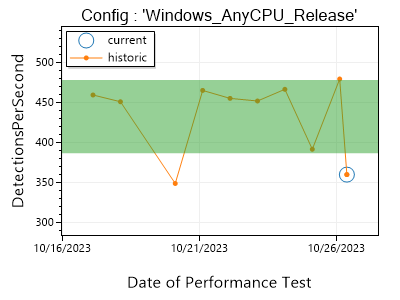 Config : 'Windows_AnyCPU_Release'
current
historic
DetectionsPerSecond
500
450
400
350
300
10/16/2023
10/21/2023
10/26/2023
Date of Performance Test